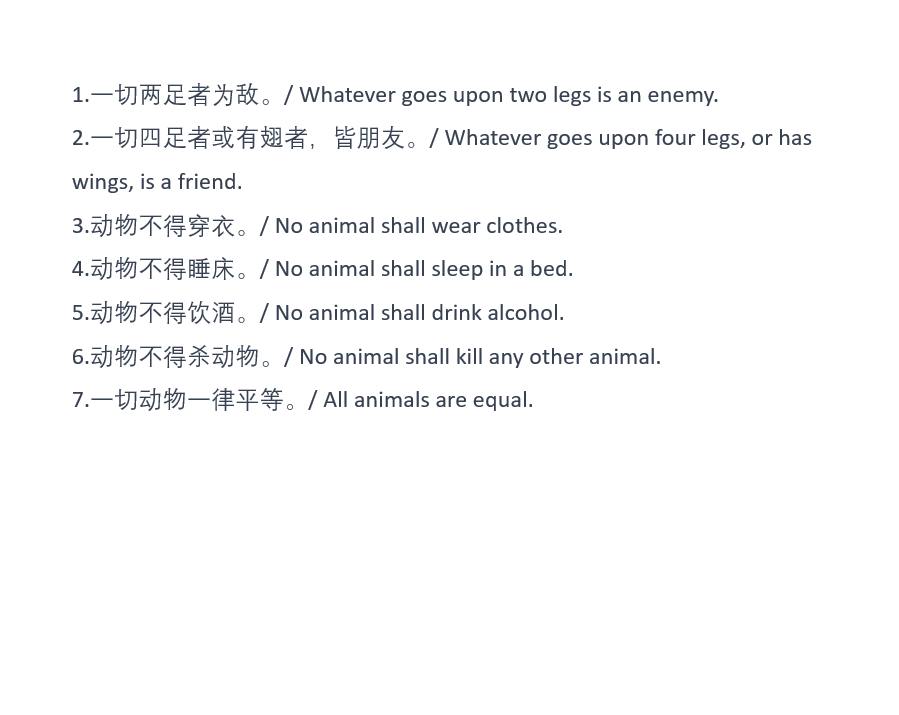 1.一切两足者为敌。/ Whatever goes upon two legs is an enemy.
2.一切四足者或有翅者，皆朋友。/ Whatever goes upon four legs, or has
wings, is a friend.
3.动物不得穿衣。/ No animal shall wear clothes.
4.动物不得睡床。/ No animal shall sleep in a bed.
5.动物不得饮酒。/ No animal shall drink alcohol.
6.动物不得杀动物。/ No animal shall kill any other animal.
7.一切动物一律平等。/ All animals are equal.